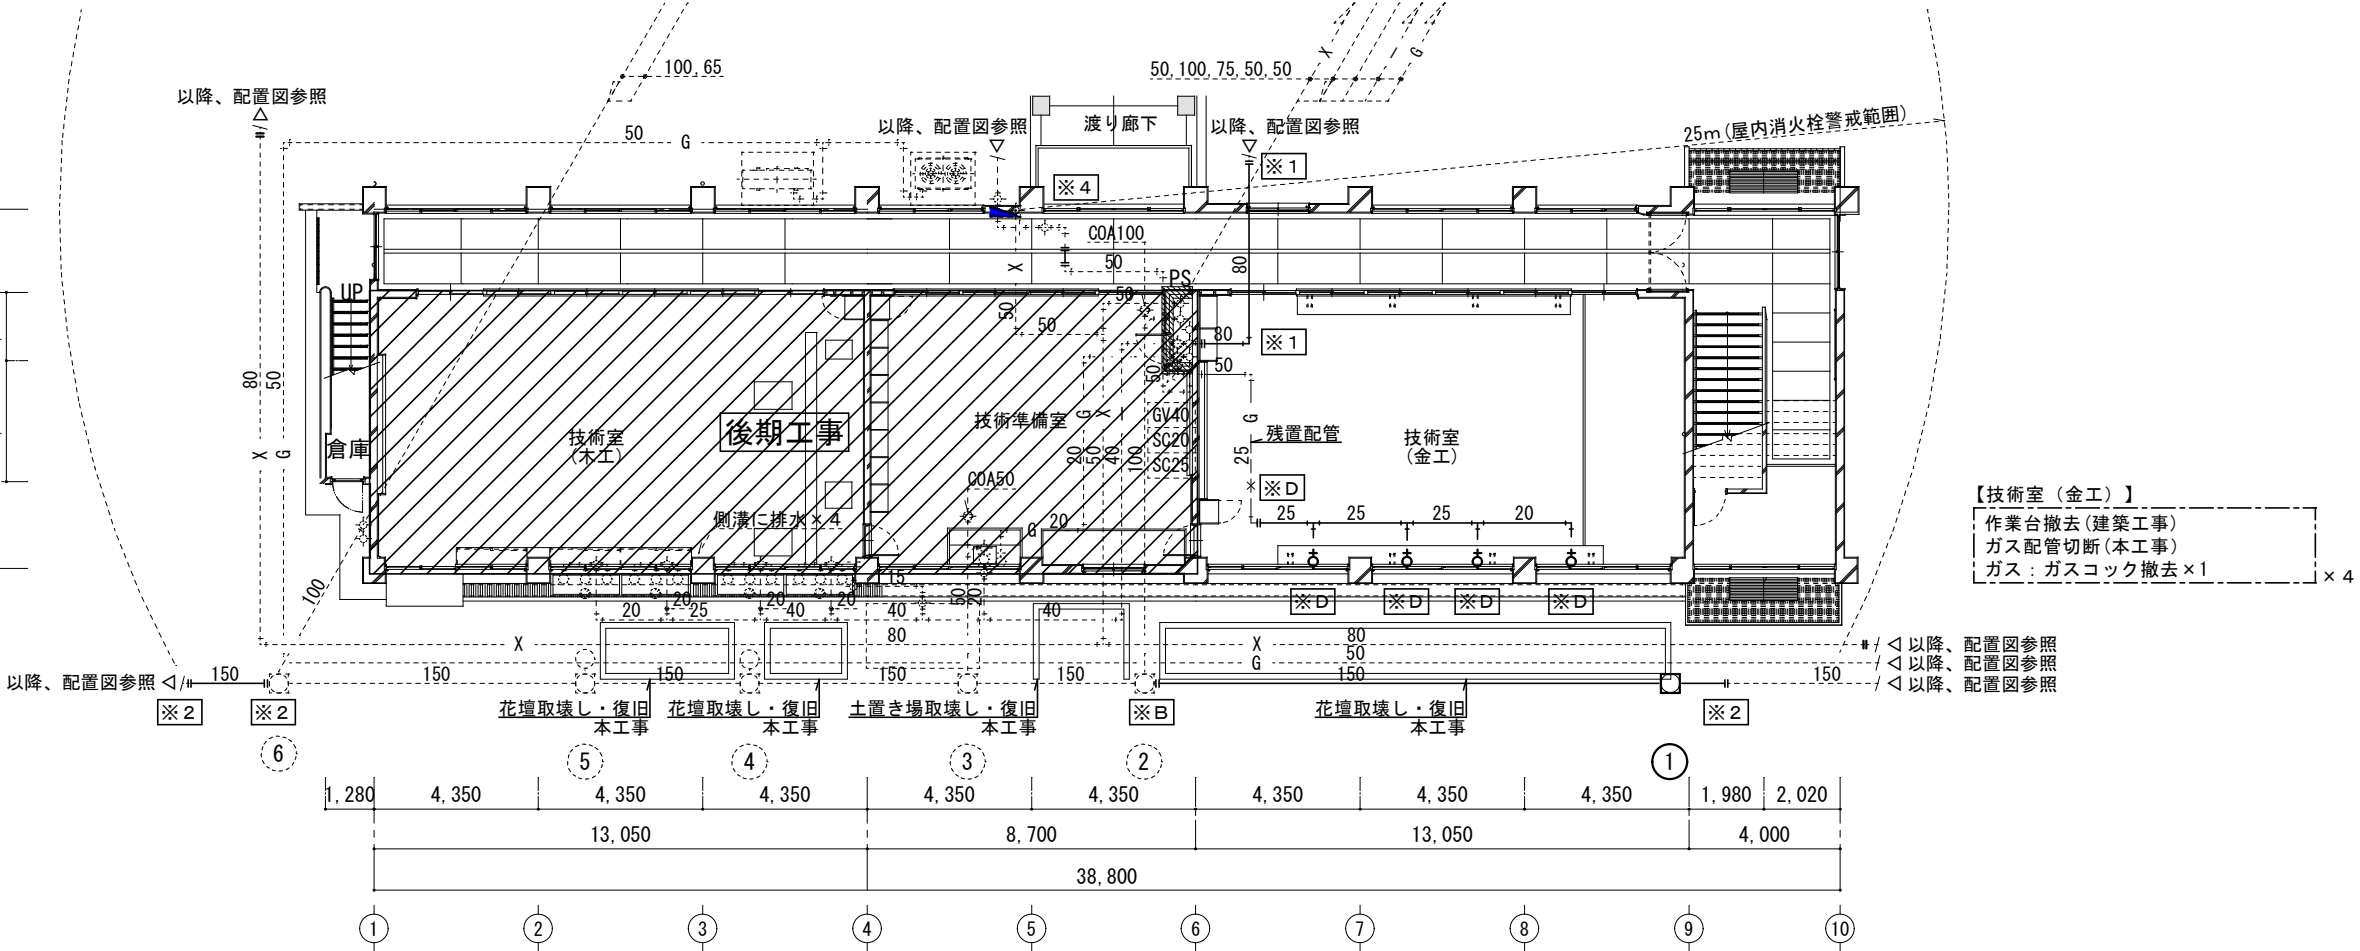 100,65
50,100,75,50,50
X
I
G
以降、配置図参照
50
G
以降、配置図参照
渡り廊下
以降、配置図参照
25m(屋内消火栓警戒範囲)
※1
※4
COA100
X
50
80
PS
UP
50
50
50
80
※1
50
50
80
50
X
G
倉庫
技術室
(木工)
後期工事
技術準備室
G
X
20
50
40
100
GV40
SC20
SC25
G
25
残置配管
技術室
(金工)
COA50
※D
側溝に排水×4
G
20
25
25
25
20
【技術室(金工)】
作業台撤去(建築工事)
ガス配管切断(本工事)
ガス:ガスコック撤去×1
×4
100
15
20
20
25
20
40
20
40
50
20
40
※D
※D
※D
※D
X
80
X
80
以降、配置図参照
G
50
以降、配置図参照
以降、配置図参照
150
150
150
150
150
150
150
以降、配置図参照
※2
※2
花壇取壊し・復旧
本工事
花壇取壊し・復旧
本工事
土置き場取壊し・復旧
本工事
※B
花壇取壊し・復旧
本工事
※2
6
5
4
3
2
1
1,280
4,350
4,350
4,350
4,350
4,350
4,350
4,350
4,350
1,980
2,020
13,050
8,700
13,050
4,000
38,800
1
2
3
4
5
6
7
8
9
10